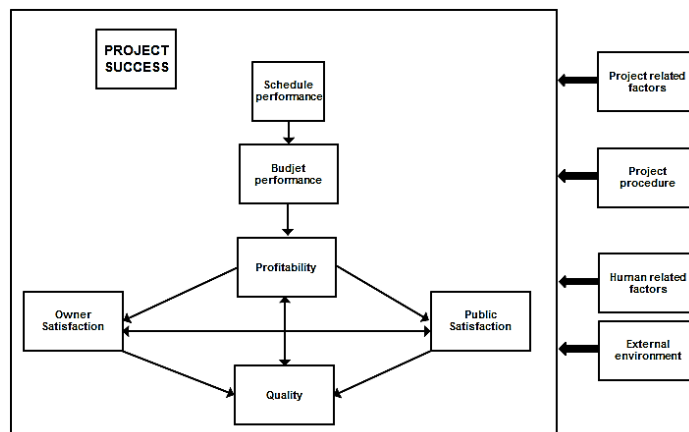 PROJECT
SUCCESS
Schedule
performance
Budjet
performance
Profitability
Owner
Satisfaction
Public
Satisfaction
Quality
Project related
factors
Project
procedure
Human related
factors
External
environment